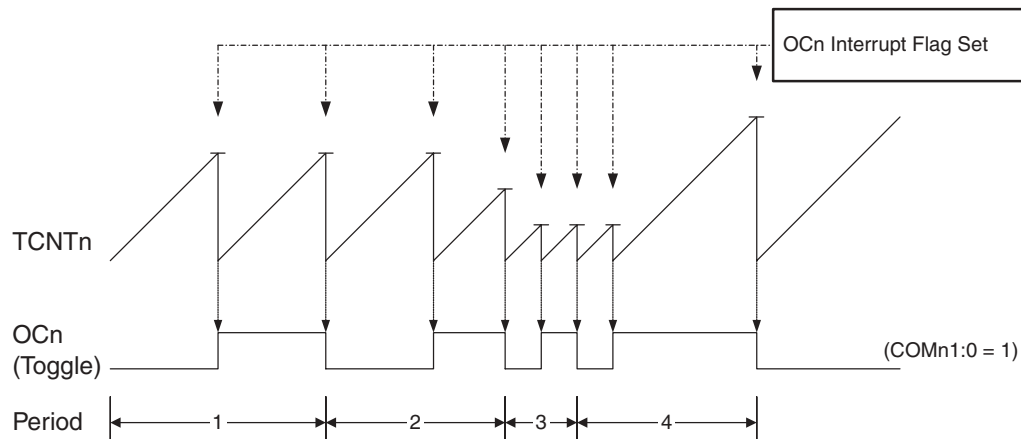 OCn Interrupt Flag Set
TCNTn
OCn
(Toggle)
(COMn1:0 = 1)
Period
1
2
3
4